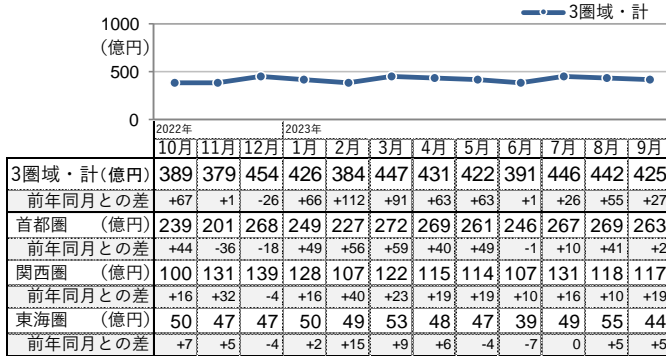 3圏域・計
1000
(億円)
500
0
2022年 2023年
10月 11月 12月 1月 2月 3月 4月 5月 6月 7月 8月 9月
3圏域・計(億円) 389 379 454 426 384 447 431 422 391 446 442 425
前年同月との差 +67 +1 -26 +66 +112 +91 +63 +63 +1 +26 +55 +27
首都圏 (億円) 239 201 268 249 227 272 269 261 246 267 269 263
前年同月との差 +44 -36 -18 +49 +56 +59 +40 +49 -1 +10 +41 +2
関西圏 (億円) 100 131 139 128 107 122 115 114 107 131 118 117
前年同月との差 +16 +32 -4 +16 +40 +23 +19 +19 +10 +16 +10 +19
東海圏 (億円) 50 47 47 50 49 53 48 47 39 49 55 44
前年同月との差 +7 +5 -4 +2 +15 +9 +6 -4 -7 0 +5 +5